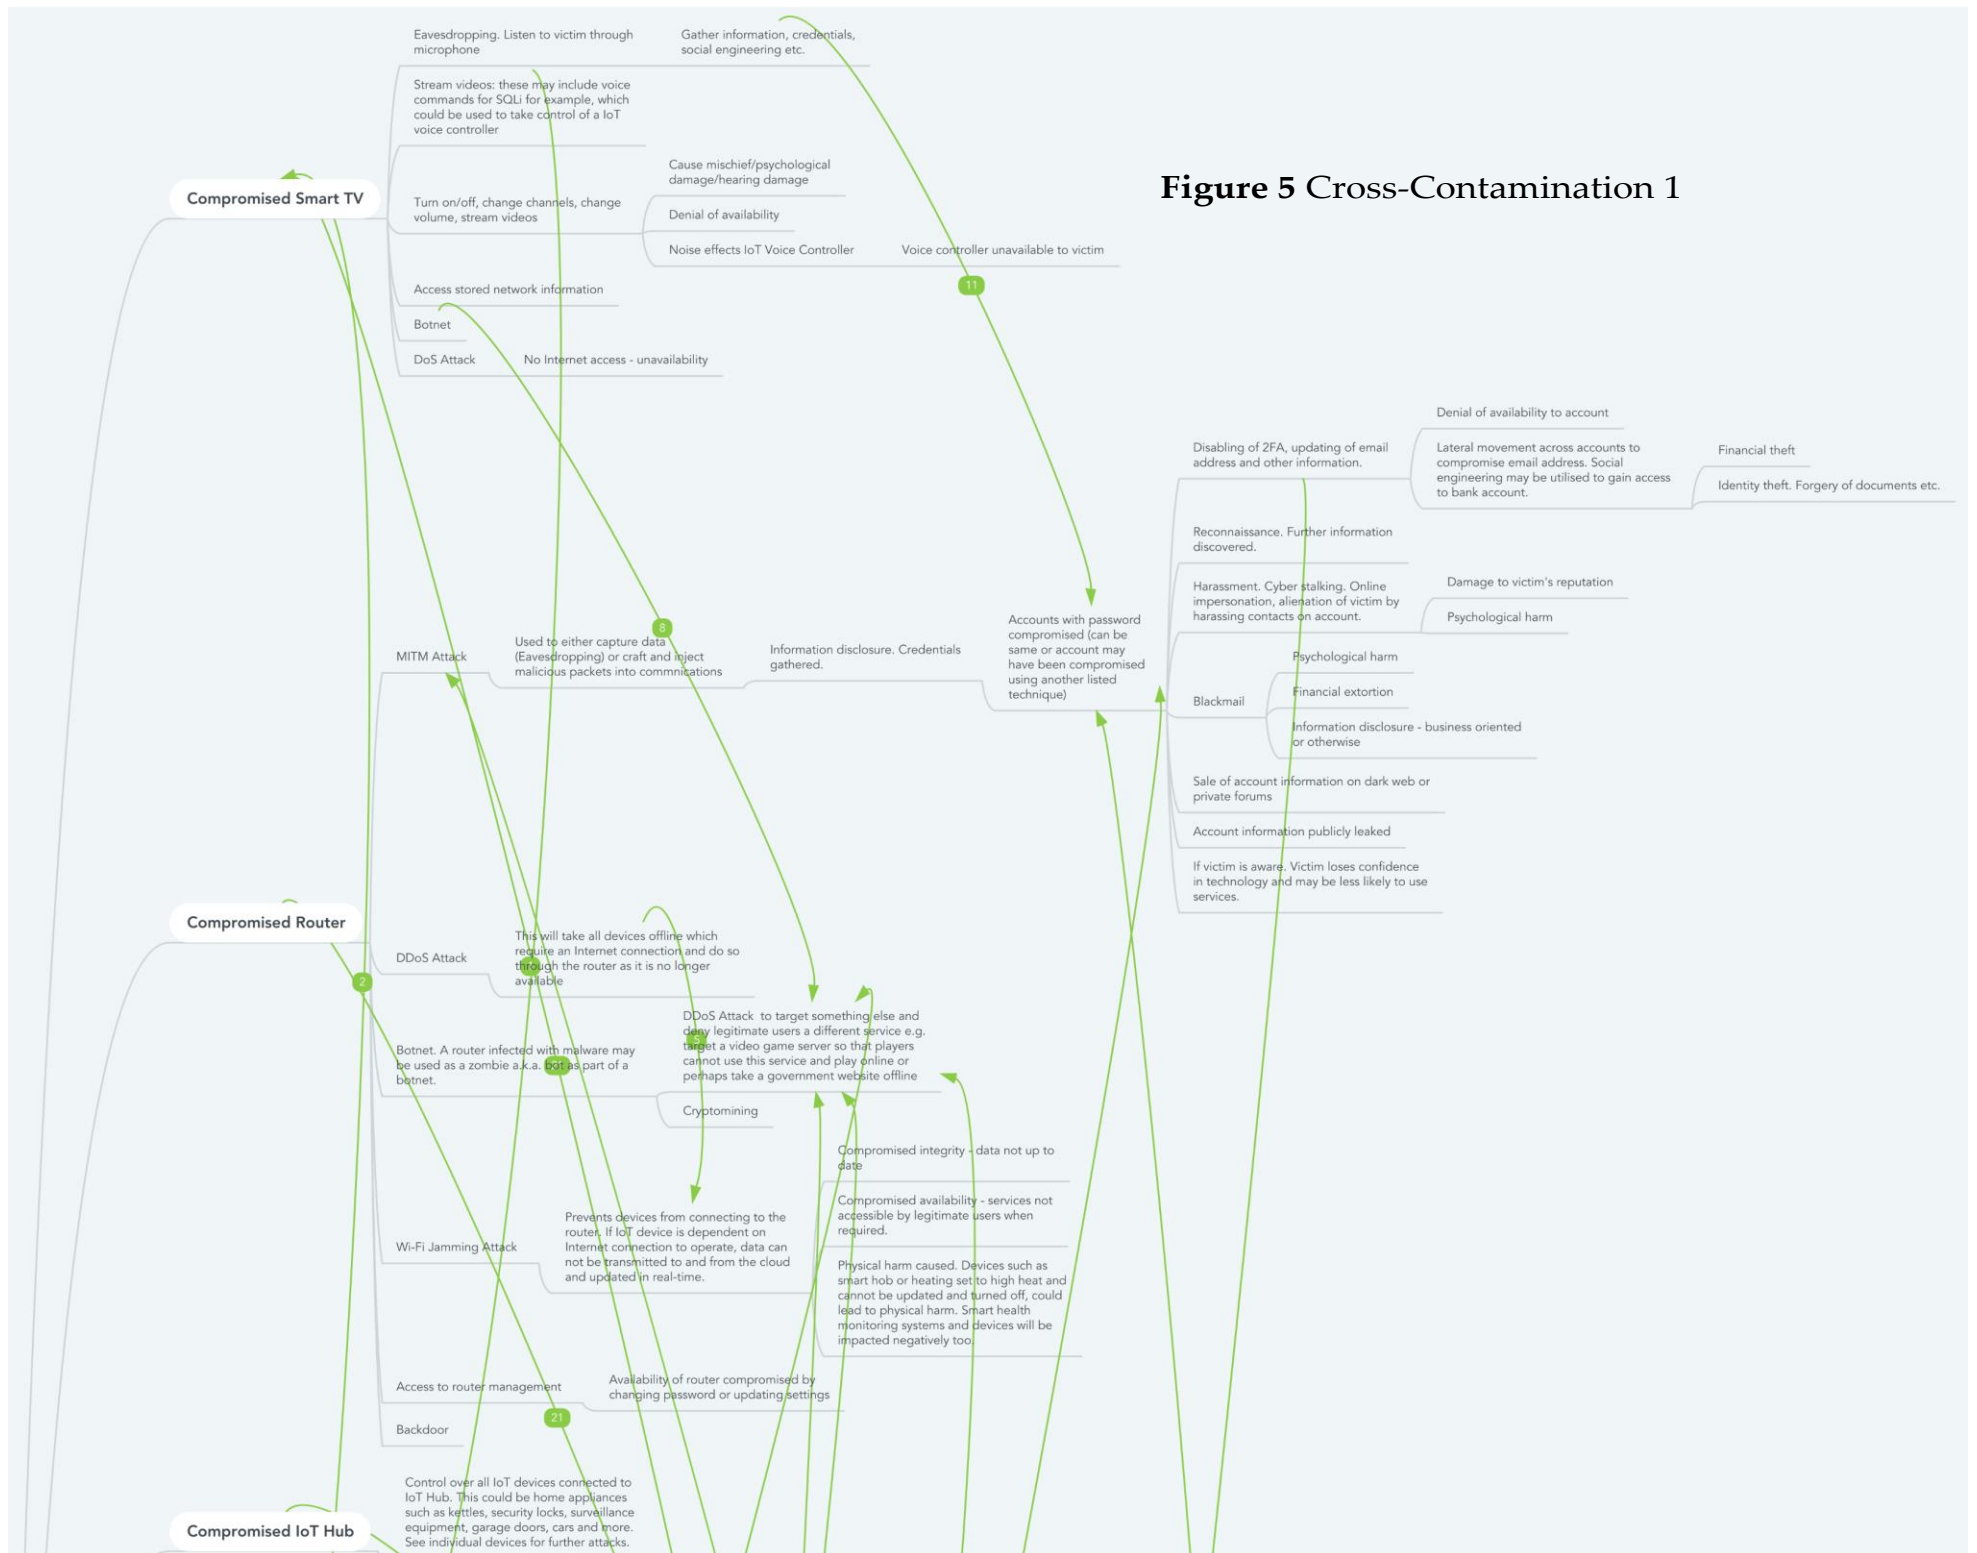 Eavesdropping. Listen to victim through
microphone
Gather information, credentials,
social engineering etc.
Stream videos: these may include voice
commands for SQLi for example, which
could be used to take control of a IoT
voice controller
Compromised Smart TV
Cause mischief/psychological
damage/hearing damage
Figure 5 Cross-Contamination 1
Turn on/off, change channels, change
volume, stream videos
Denial of availability
Noise effects IoT Voice Controller
Voice controller unavailable to victim
11
Access stored network information
Botnet
DoS Attack
No Internet access - unavailability
Denial of availability to account
Disabling of 2FA, updating of email
address and other information.
Lateral movement across accounts to
compromise email address. Social
engineering may be utilised to gain access
to bank account.
Financial theft
Identity theft. Forgery of documents etc.
Reconnaissance. Further information
discovered.
Harassment. Cyber stalking. Online
impersonation, alienation of victim by
harassing contacts on account.
Damage to victim's reputation
Psychological harm
8
MITM Attack
Used to either capture data
(Eavesdropping) or craft and inject
malicious packets into commnications
Information disclosure. Credentials
gathered.
Accounts with password
compromised (can be
same or account may
have been compromised
using another listed
technique)
Blackmail
Psychological harm
Financial extortion
Information disclosure - business oriented
or otherwise
Sale of account information on dark web or
private forums
Account information publicly leaked
If victim is aware. Victim loses confidence
in technology and may be less likely to use
services.
Compromised Router
DDoS Attack
This will take all devices offline which
require an Internet connection and do so
through the router as it is no longer
available
2
DDoS Attack to target something else and
deny legitimate users a different service e.g.
target a video game server so that players
cannot use this service and play online or
perhaps take a government website offline
5
Botnet. A router infected with malware may
be used as a zombie a.k.a. bot as part of a
botnet.
Cryptomining
Compromised integrity - data not up to
date
Compromised availability - services not
accessible by legitimate users when
required.
Wi-Fi Jamming Attack
Prevents devices from connecting to the
router. If IoT device is dependent on
Internet connection to operate, data can
not be transmitted to and from the cloud
and updated in real-time.
Physical harm caused. Devices such as
smart hob or heating set to high heat and
cannot be updated and turned off, could
lead to physical harm. Smart health
monitoring systems and devices will be
impacted negatively too.
Access to router management
Availability of router compromised by
changing password or updating settings
21
Backdoor
Compromised IoT Hub
Control over all IoT devices connected to
IoT Hub. This could be home appliances
such as kettles, security locks, surveillance
equipment, garage doors, cars and more.
See individual devices for further attacks.